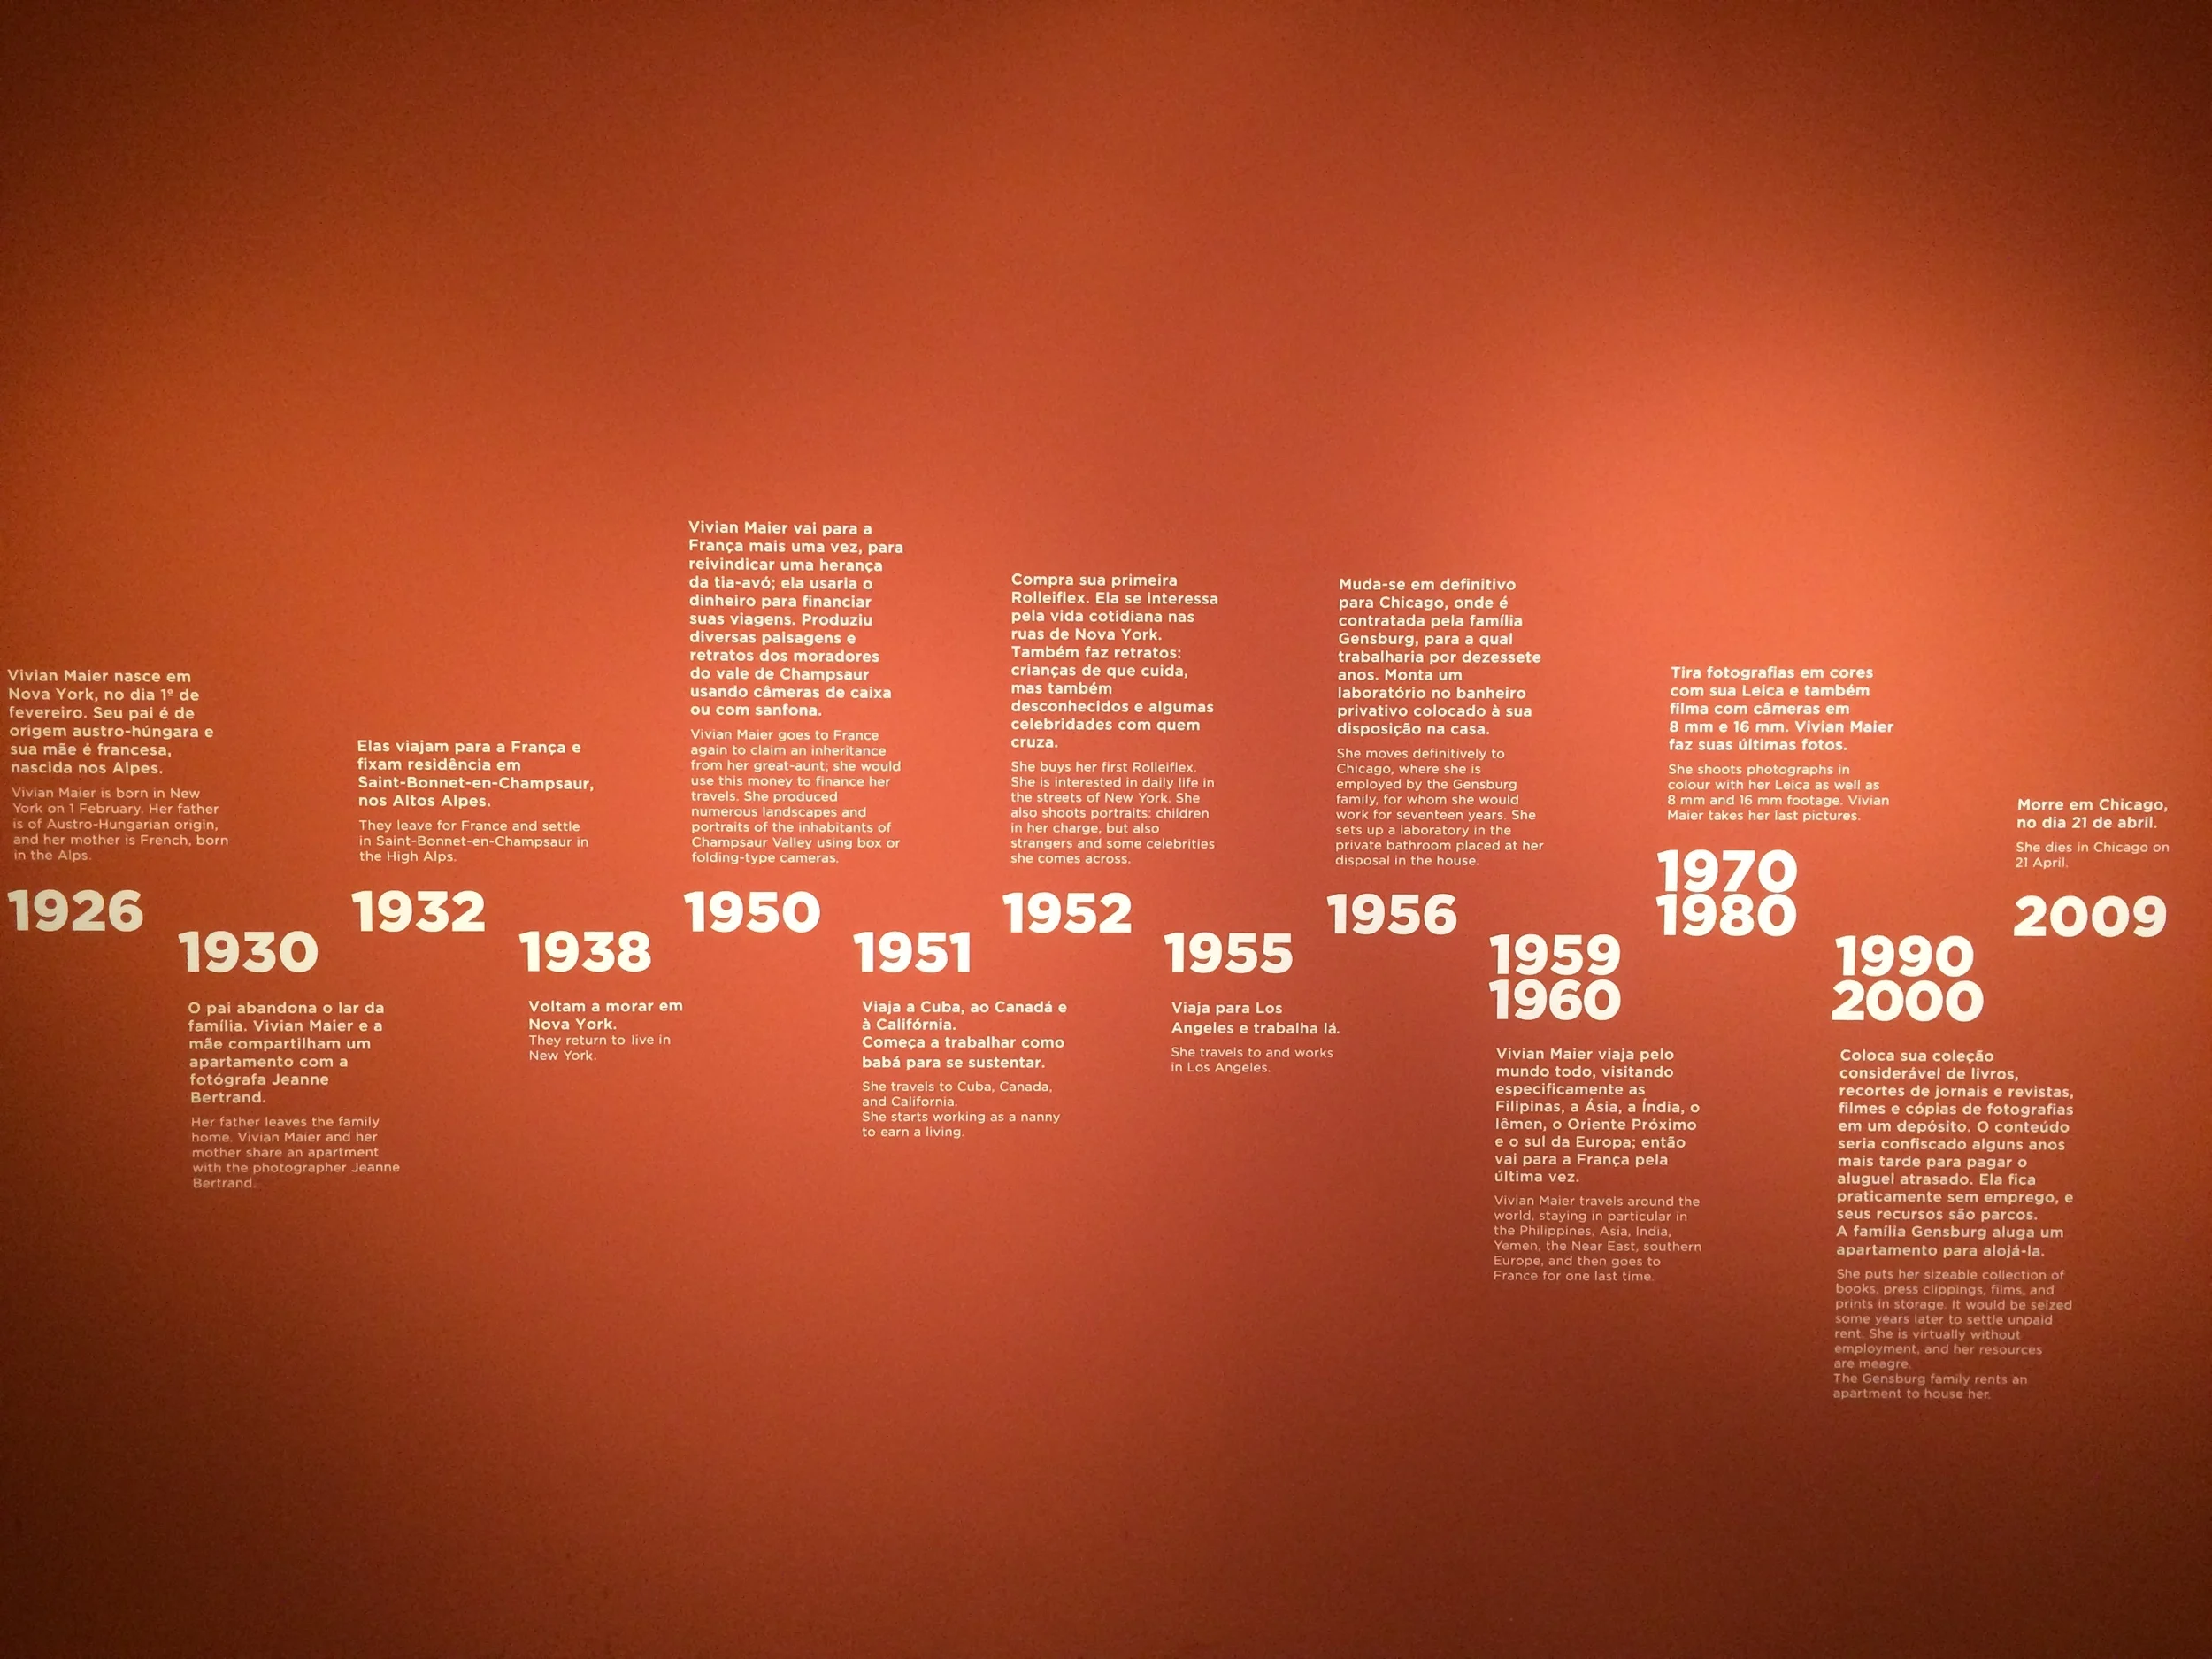 Vivian Maier nasce em
Nova York, no dia 1º de
fevereiro. Seu pai é de
origem austro-húngara e
sua mãe é francesa,
nascida nos Alpes.
Vivian Maier is born in New
York on 1 February. Her father
is of Austro-Hungarian origin,
and her mother is French, born
in the Alps.
1926
1930
O pai abandona o lar da
família. Vivian Maier e a
mãe compartilham um
apartamento com a
fotógrafa Jeanne
Bertrand.
Her father leaves the family
home. Vivian Maier and her
mother share an apartment
with the photographer Jeanne
Bertrand.
Elas viajam para a França e
fixam residência em
Saint-Bonnet-en-Champsaur,
nos Altos Alpes.
They leave for France and settle
in Saint-Bonnet-en-Champsaur in
the High Alps.
1932
1938
Voltam a morar em
Nova York.
They return to live in
New York.
Vivian Maier vai para a
França mais uma vez, para
reivindicar uma herança
da tia-avó; ela usaria o
dinheiro para financiar
suas viagens. Produziu
diversas paisagens e
retratos dos moradores
do vale de Champsaur
usando câmeras de caixa
ou com sanfona.
Vivian Maier goes to France
again to claim an inheritance
from her great-aunt; she would
use this money to finance her
travels. She produced
numerous landscapes and
portraits of the inhabitants of
Champsaur Valley using box or
folding-type cameras.
1950
1951
Viaja a Cuba, ao Canadá e
à Califórnia.
Começa a trabalhar como
babá para se sustentar.
She travels to Cuba, Canada,
and California.
She starts working as a nanny
to earn a living.
Compra sua primeira
Rolleiflex. Ela se interessa
pela vida cotidiana nas
ruas de Nova York.
Também faz retratos:
crianças de que cuida,
mas também
desconhecidos e algumas
celebridades com quem
cruza.
She buys her first Rolleiflex.
She is interested in daily life in
the streets of New York. She
also shoots portraits: children
in her charge, but also
strangers and some celebrities
she comes across.
1952
1955
Viaja para Los
Angeles e trabalha lá.
She travels to and works
in Los Angeles.
Muda-se em definitivo
para Chicago, onde é
contratada pela família
Gensburg, para a qual
trabalharia por dezessete
anos. Monta um
laboratório no banheiro
privativo colocado à sua
disposição na casa.
She moves definitively to
Chicago, where she is
employed by the Gensburg
family, for whom she would
work for seventeen years. She
sets up a laboratory in the
private bathroom placed at her
disposal in the house.
1956
1959
1960
Vivian Maier viaja pelo
mundo todo, visitando
especificamente as
Filipinas, a Ásia, a Índia, o
Iêmen, o Oriente Próximo
e o sul da Europa; então
vai para a França pela
última vez.
Vivian Maier travels around the
world, staying in particular in
the Philippines, Asia, India,
Yemen, the Near East, southern
Europe, and then goes to
France for one last time.
Tira fotografias em cores
com sua Leica e também
filma com câmeras em
8 mm e 16 mm. Vivian Maier
faz suas últimas fotos.
She shoots photographs in
colour with her Leica as well as
8 mm and 16 mm footage. Vivian
Maier takes her last pictures.
1970
1980
1990
2000
Coloca sua coleção
considerável de livros,
recortes de jornais e revistas,
filmes e cópias de fotografias
em um depósito. O conteúdo
seria confiscado alguns anos
mais tarde para pagar o
aluguel atrasado. Ela fica
praticamente sem emprego, e
seus recursos são parcos.
A família Gensburg aluga um
apartamento para alojá-la.
She puts her sizeable collection of
books, press clippings, films, and
prints in storage. It would be seized
some years later to settle unpaid
rent. She is virtually without
employment, and her resources
are meagre.
The Gensburg family rents an
apartment to house her.
Morre em Chicago,
no dia 21 de abril.
She dies in Chicago on
21 April.
2009